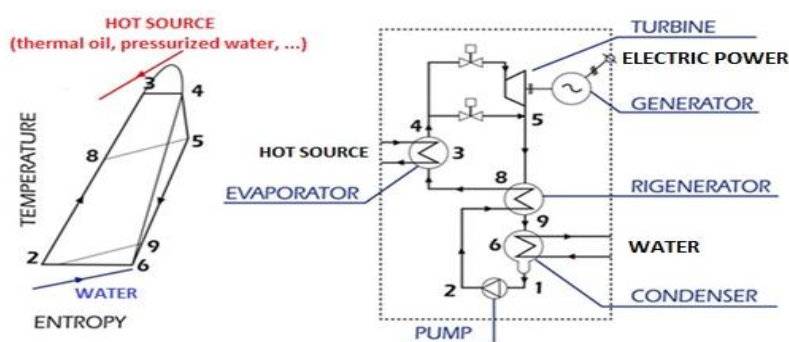 HOT SOURCE
(thermal oil, pressurized water, ...)
3
4
5
8
9
2
6
TEMPERATURE
WATER
ENTROPY
TURBINE
ELECTRIC POWER
GENERATOR
4
5
HOT SOURCE
3
EVAPORATOR
8
RIGENERATOR
9
6
WATER
2
1
CONDENSER
PUMP